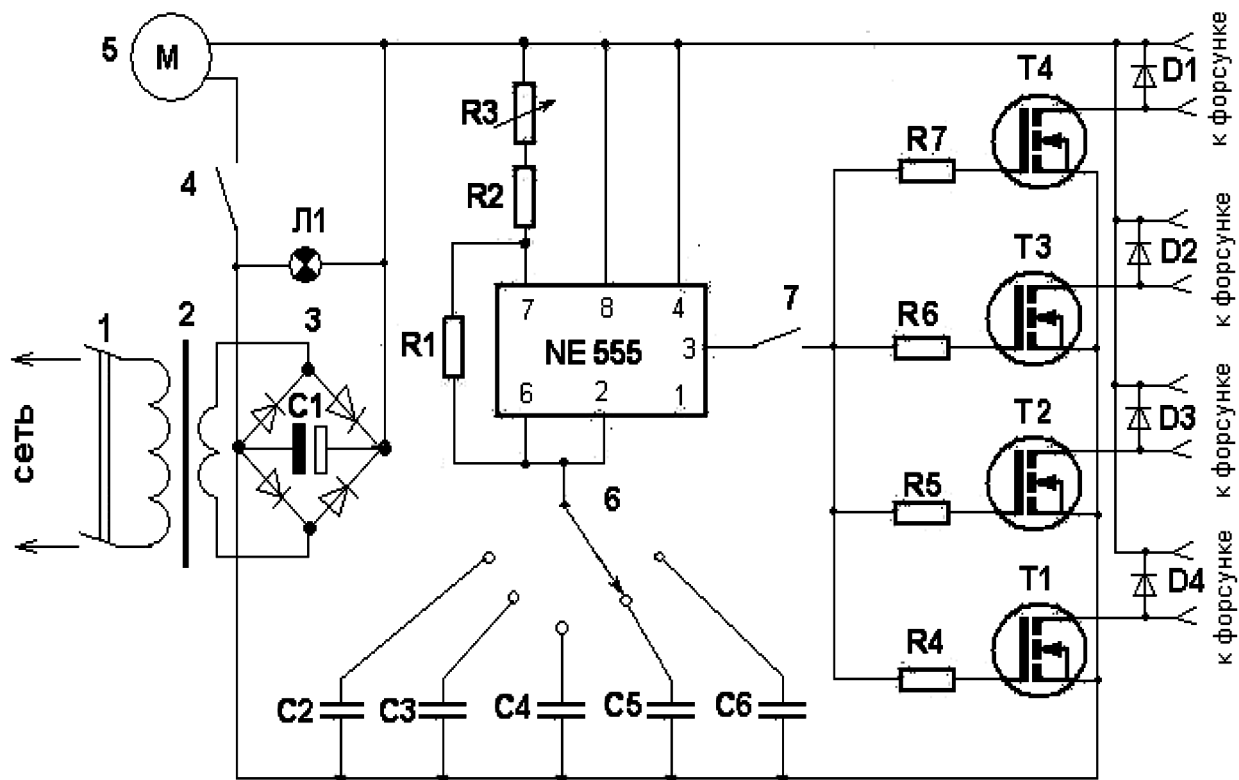 5
М
R3
R2
4
Л1
1
2
3
сеть
C1
R1
7
8
4
NE 555
3
6
2
1
7
6
C2
C3
C4
C5
C6
R7
R6
R5
R4
T4
T3
T2
T1
D1
D2
D3
D4
к форсунке
к форсунке
к форсунке
к форсунке